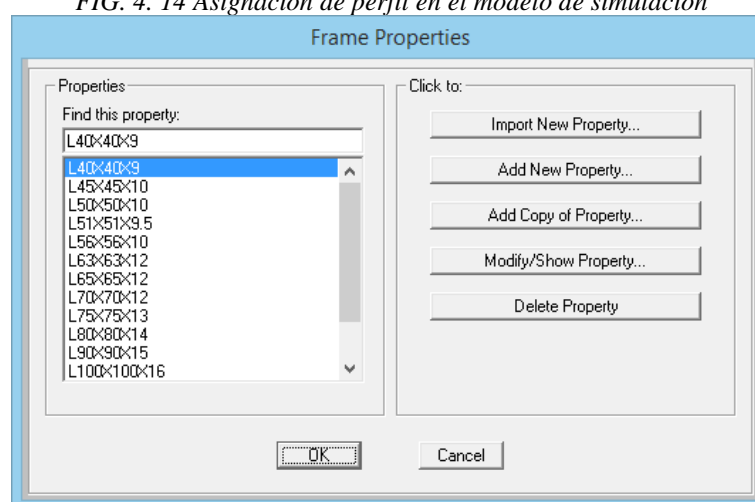 FIG. 4. 14 Asignación de perfil en el modelo de simulación
Frame Properties
Properties
Find this property:
L40X40X9
L40X40X9
L45X45X10
L50X50X10
L51X51X9.5
L56X56X10
L63X63X12
L65X65X12
L70X70X12
L75X75X13
L80X80X14
L90X90X15
L100X100X16
Click to:
Import New Property...
Add New Property...
Add Copy of Property...
Modify/Show Property...
Delete Property
OK
Cancel